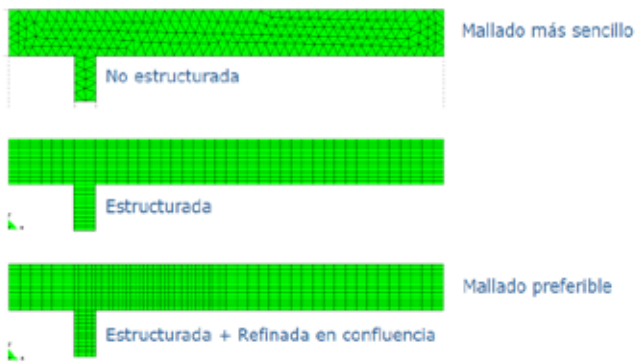 Mallado más sencillo
No estructurada
Estructurada
Mallado preferible
Estructurada + Refinada en confluencia